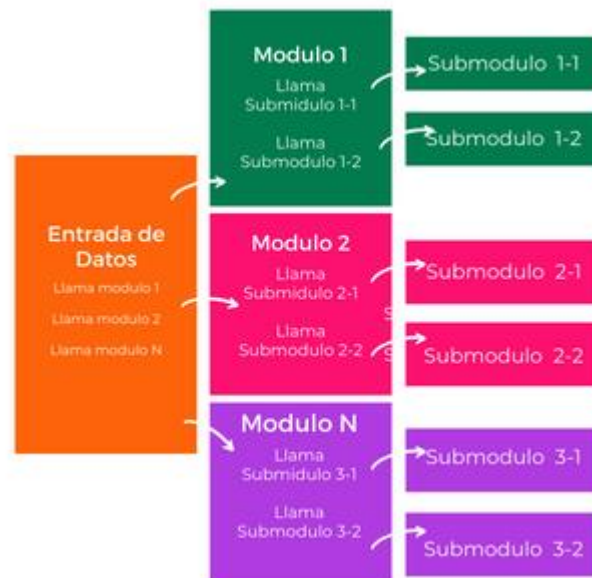 Entrada de
Datos
Llama modulo 1
Llama modulo 2
Llama modulo N
Modulo 1
Llama
Submidulo 1-1
Llama
Submodulo 1-2
Submodulo 1-1
Submodulo 1-2
Modulo 2
Llama
Submidulo 2-1
Llama
Submodulo 2-2
S
S
Submodulo 2-1
Submodulo 2-2
Modulo N
Llama
Submidulo 3-1
Llama
Submodulo 3-2
Submodulo 3-1
Submodulo 3-2